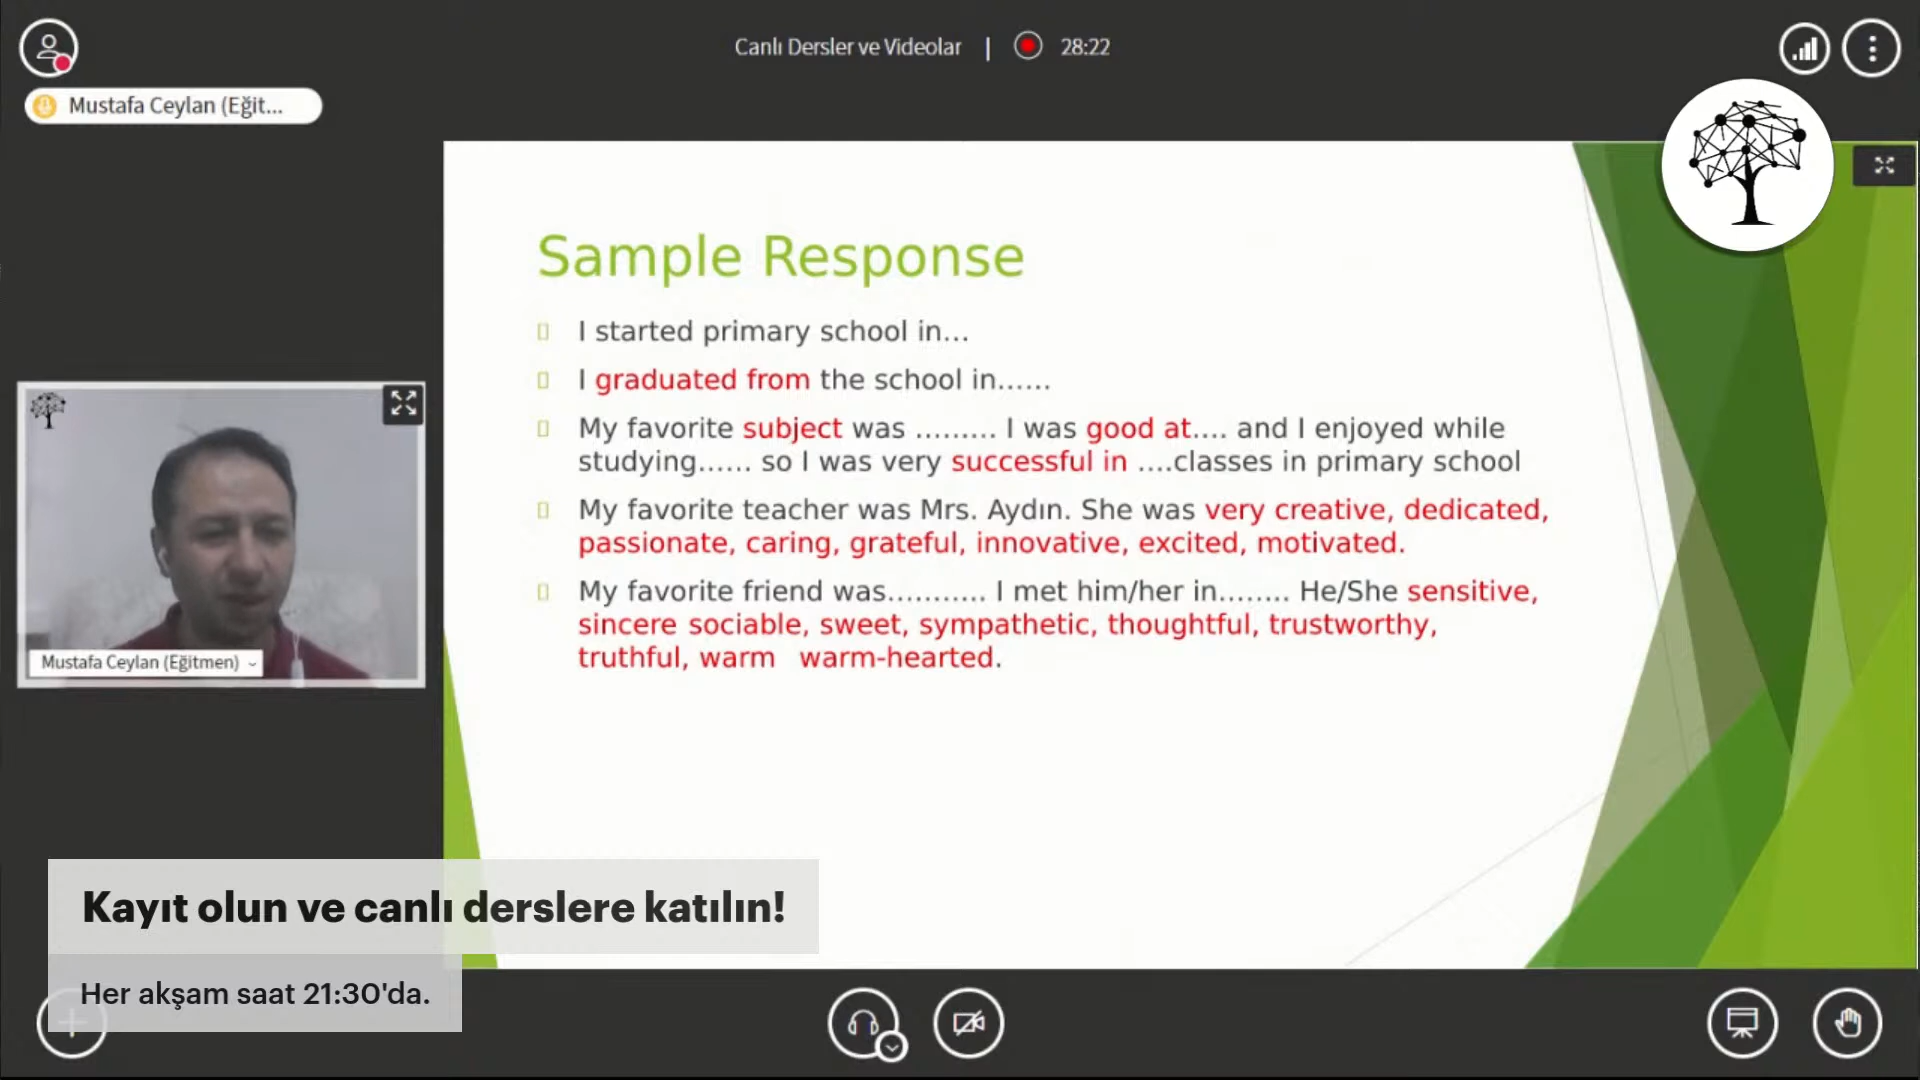 Canlı Dersler ve Videolar | 28:22
Mustafa Ceylan (Eğit...
Sample Response
I started primary school in...
I graduated from the school in......
My favorite subject was ......... I was good at.... and I enjoyed while
studying...... so I was very successful in ....classes in primary school
My favorite teacher was Mrs. Aydın. She was very creative, dedicated,
passionate, caring, grateful, innovative, excited, motivated.
My favorite friend was........... I met him/her in........ He/She sensitive,
sincere sociable, sweet, sympathetic, thoughtful, trustworthy,
truthful, warm warm-hearted.
Mustafa Ceylan (Eğitmen)
Kayıt olun ve canlı derslere katılın!
Her akşam saat 21:30'da.